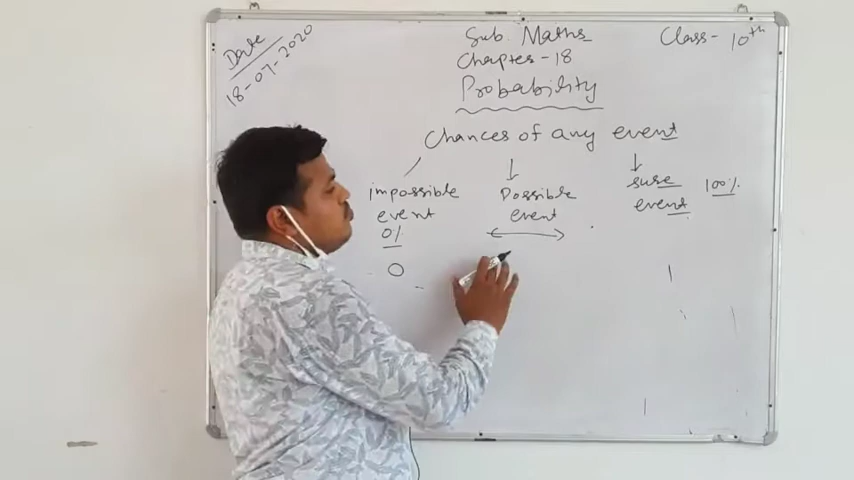 Date
18-07-2020
Sub. Maths
Chapter-18
Probability
Class- 10th
Chances of any event
impossible
event
0%
0
Possible
event
sure
event
100%
1